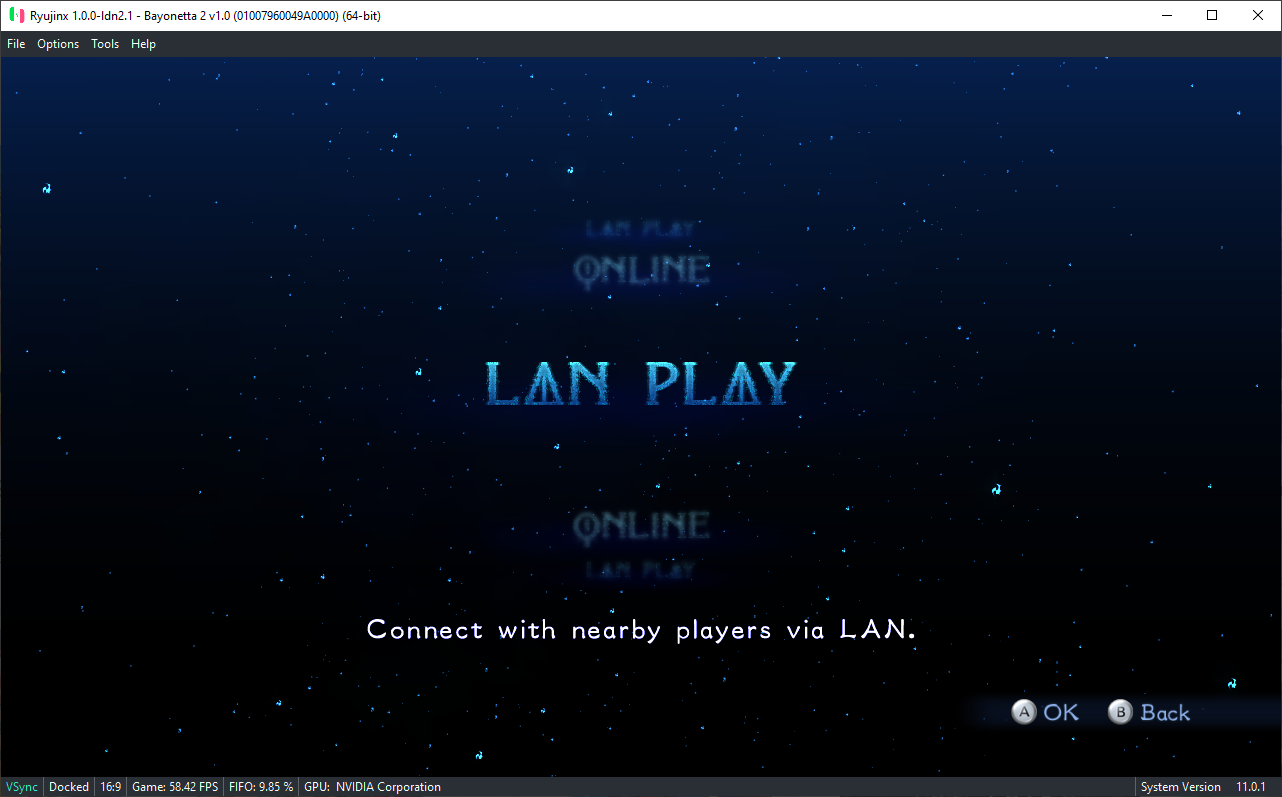 Ryujinx 1.0.0-ldn2.1 - Bayonetta 2 v1.0 (01007960049A0000) (64-bit)
File Options Tools Help
LAN PLAY
ONLINE
LAN PLAY
ONLINE
LAN PLAY
Connect with nearby players via LAN.
A OK B Back
VSync Docked 16:9 Game: 58.42 FPS FIFO: 9.85 % GPU: NVIDIA Corporation System Version 11.0.1